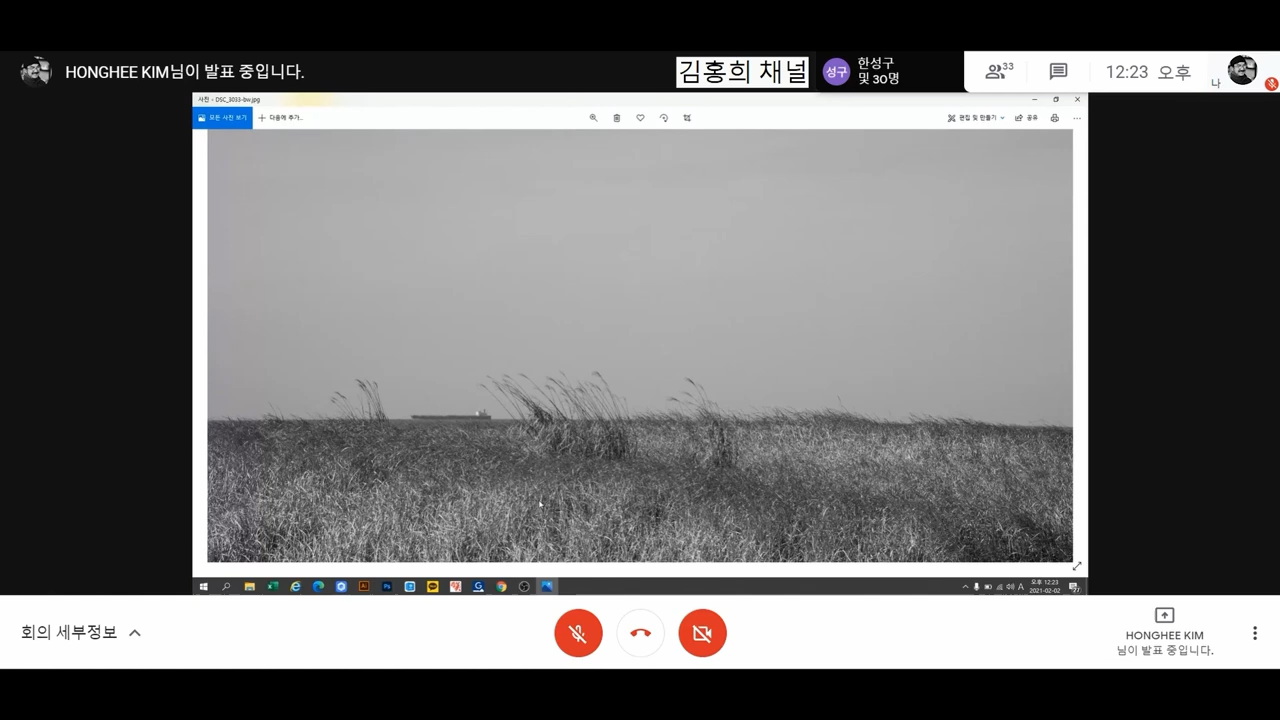 HONGHEE KIM님이 발표 중입니다.
김홍희 채널
성구
한성구
및 30명
33
12:23 오후
나
사진 - DSC_3033-bw.jpg
모든 사진 보기
다음에 추가...
편집 및 만들기
공유
A
오후 12:23
2021-02-02
회의 세부정보
HONGHEE KIM
님이 발표 중입니다.